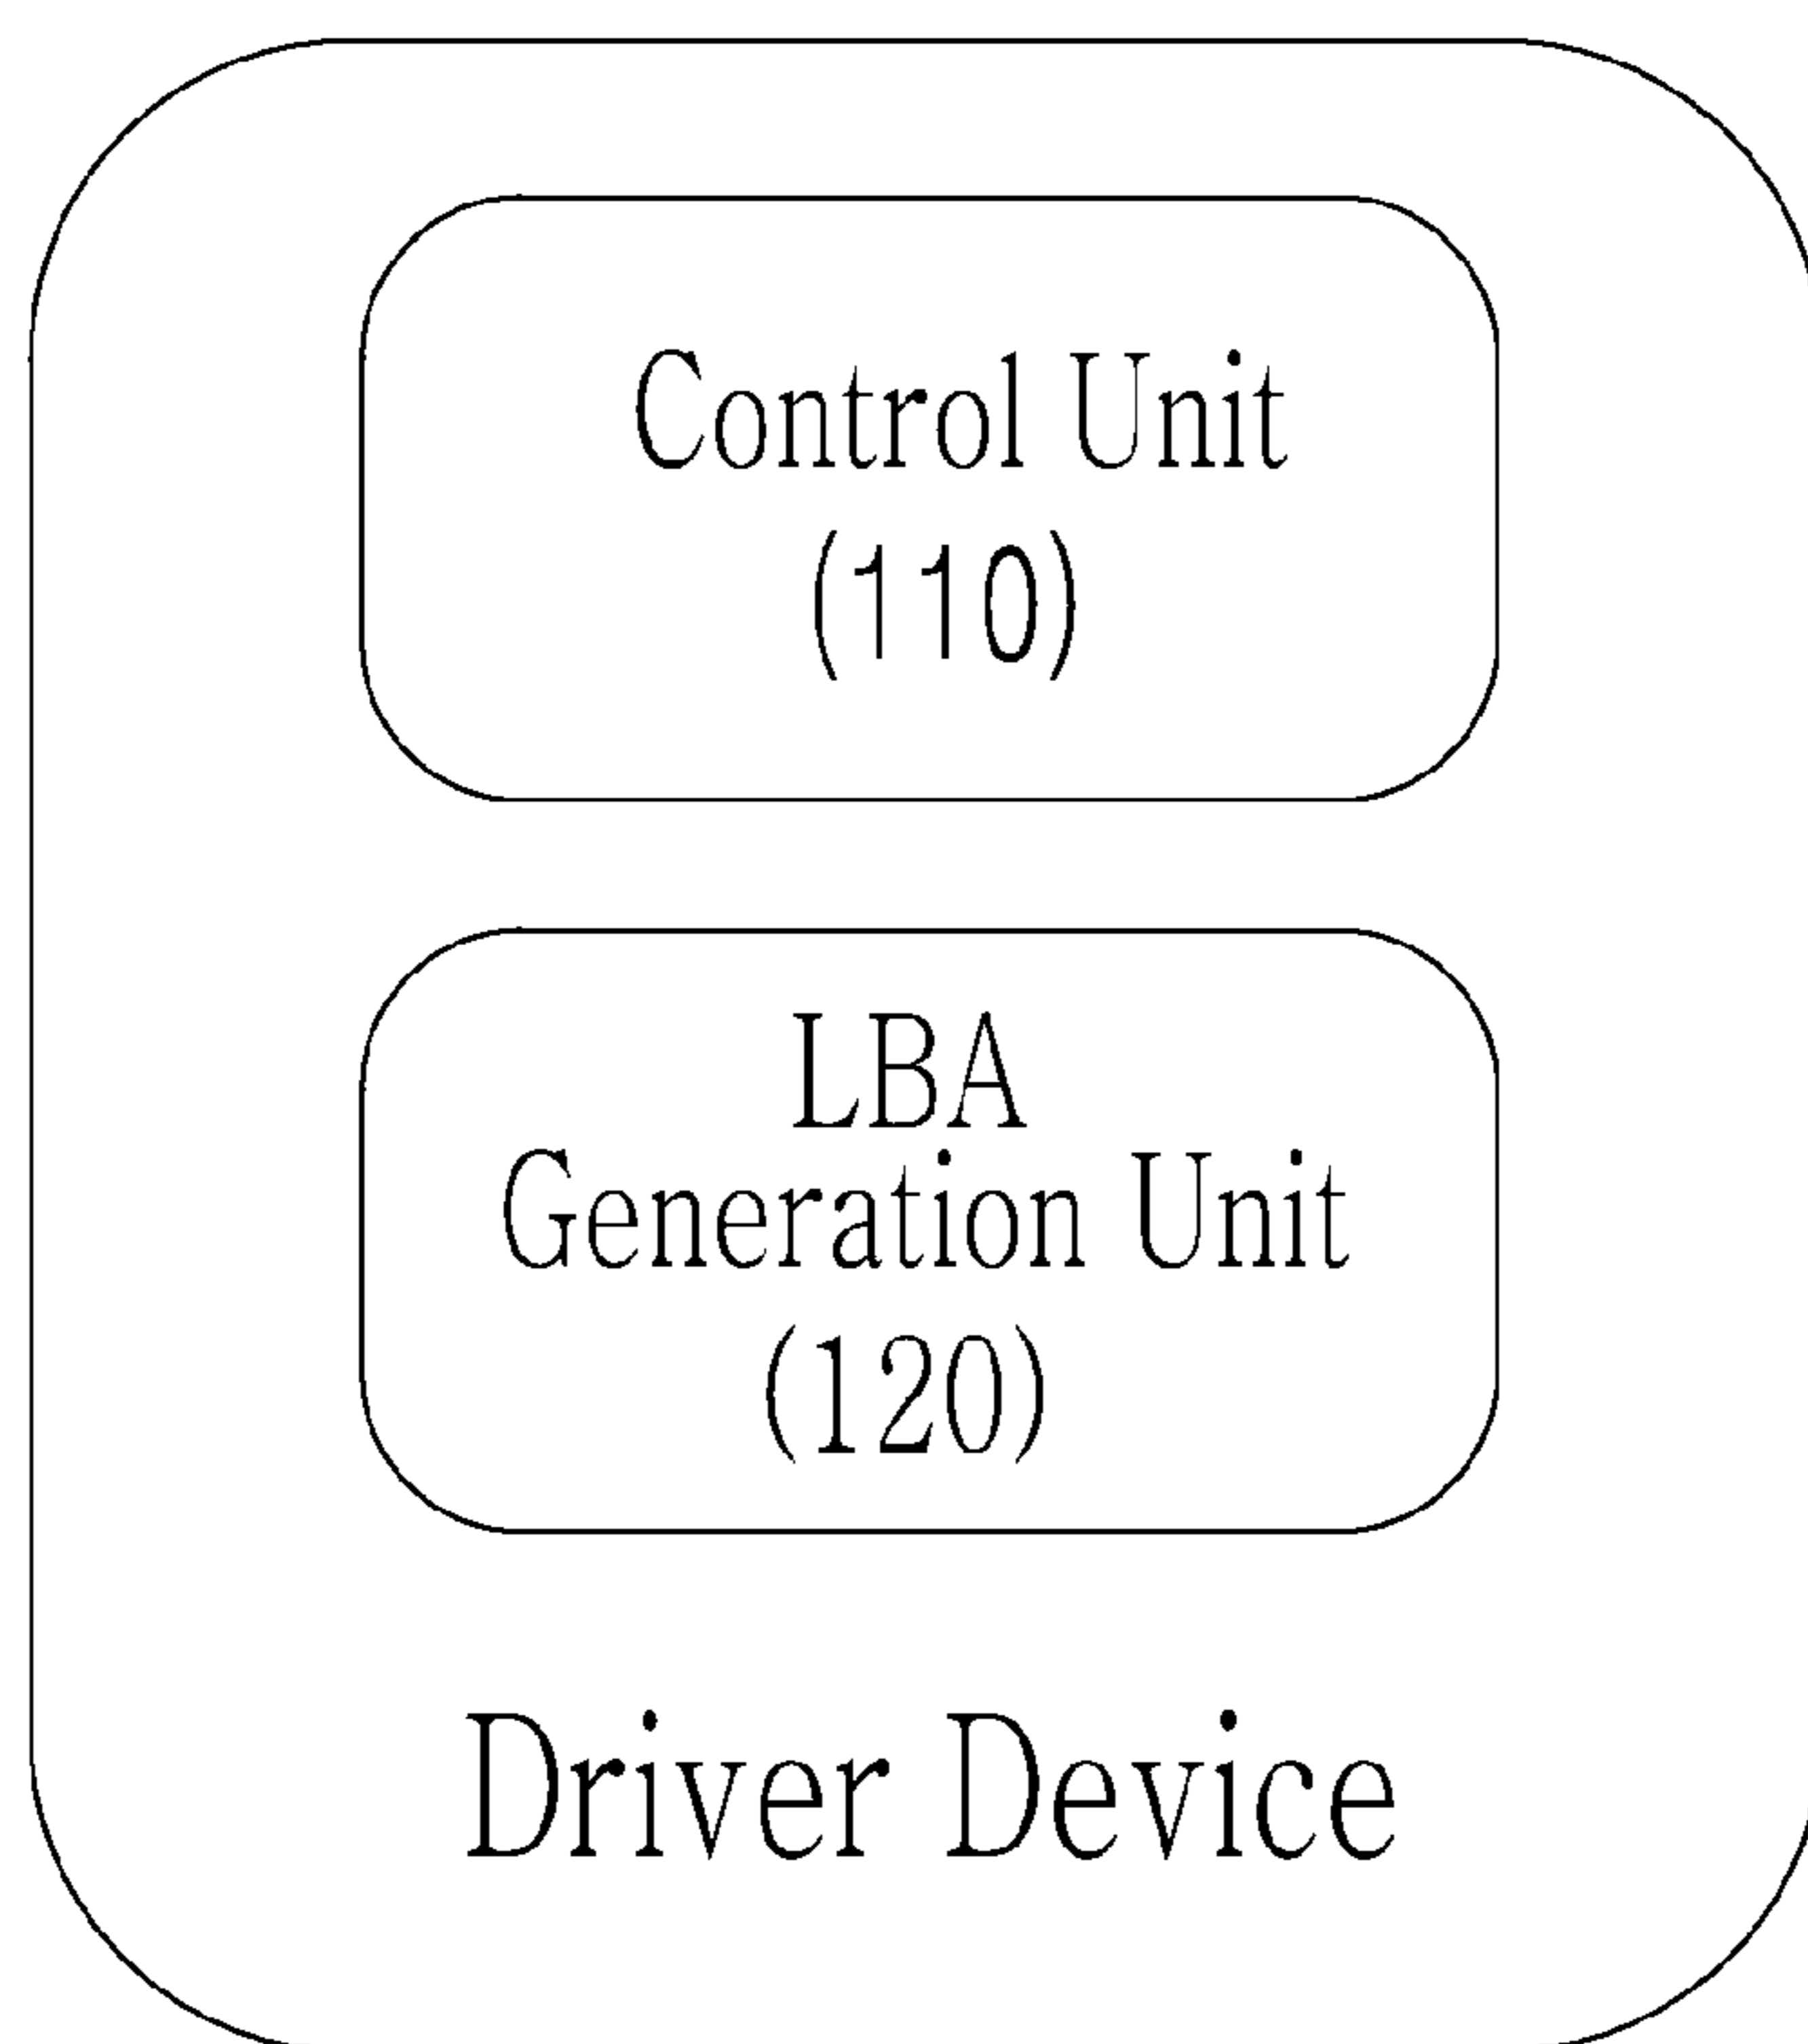 Control Unit
(110)
LBA
Generation Unit
(120)
Driver Device